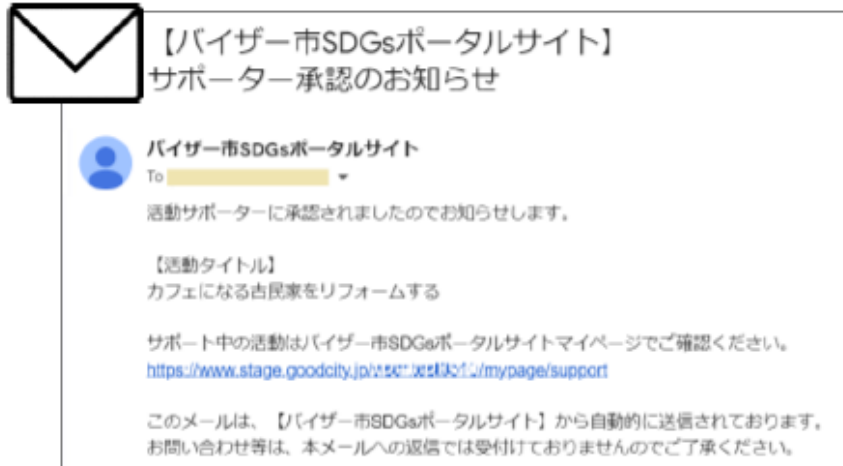 【バイザー市SDGsポータルサイト】
サポーター承認のお知らせ
バイザー市SDGsポータルサイト
To
活動サポーターに承認されましたのでお知らせします。
【活動タイトル】
カフェになる古民家をリフォームする
サポート中の活動はバイザー市SDGsポータルサイトマイページでご確認ください。
https://www.stage.goodcity.jp/ /mypage/support
このメールは、【バイザー市SDGsポータルサイト】から自動的に送信されております。
お問い合わせ等は、本メールへの返信では受付けておりませんのでご了承ください。